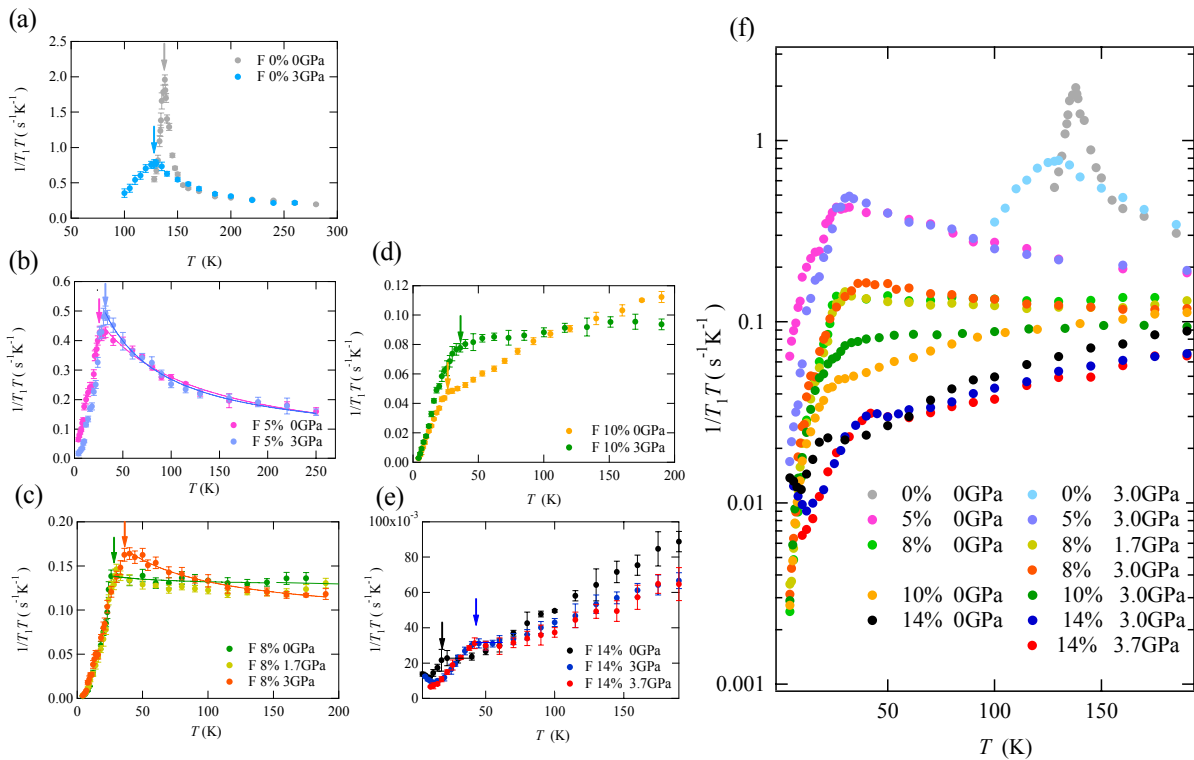 (a)
2.5
2.0
1.5
1.0
0.5
0.0
1/T₁T ( s⁻¹K⁻¹)
F 0% 0GPa
F 0% 3GPa
50
100
150
200
250
300
T (K)
(b)
0.6
0.5
0.4
0.3
0.2
0.1
0.0
1/T₁T ( s⁻¹K⁻¹)
F 5% 0GPa
F 5% 3GPa
0
50
100
150
200
250
T (K)
(c)
0.20
0.15
0.10
0.05
0.00
1/T₁T ( s⁻¹K⁻¹)
F 8% 0GPa
F 8% 1.7GPa
F 8% 3GPa
0
50
100
150
200
T (K)
(d)
0.12
0.10
0.08
0.06
0.04
0.02
0.00
1/T₁T ( s⁻¹K⁻¹)
F 10% 0GPa
F 10% 3GPa
0
50
100
150
200
T (K)
(e)
100x10⁻³
80
60
40
20
0
1/T₁T ( s⁻¹K⁻¹)
F 14% 0GPa
F 14% 3GPa
F 14% 3.7GPa
50
100
150
T (K)
(f)
1
0.1
0.01
0.001
1/T₁T ( s⁻¹K⁻¹)
0% 0GPa
5% 0GPa
8% 0GPa
10% 0GPa
14% 0GPa
0% 3.0GPa
5% 3.0GPa
8% 1.7GPa
8% 3.0GPa
10% 3.0GPa
14% 3.0GPa
14% 3.7GPa
50
100
150
T (K)